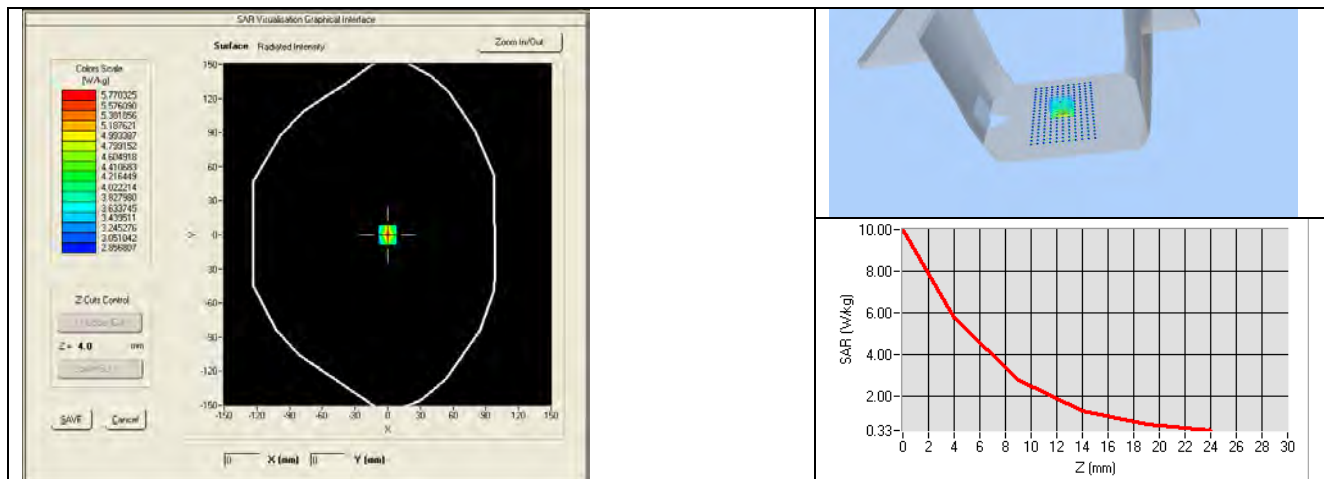 SAR Visualisation Graphical Interface
Surface Radiated Intensity
Zoom In/Out
Colors Scale
(W/kg)
5.770325
5.576090
5.381856
5.187621
4.993387
4.799152
4.604918
4.410683
4.216449
4.022214
3.827980
3.633745
3.439511
3.245276
3.051042
2.856807
150
120
90
60
30
0
-30
-60
-90
-120
-150
Y
-150 -120 -90 -60 -30 0 30 60 90 120 150
X
Z Cuts Control
Z = 4.0 mm
SAVE Cancel
0 X (mm) 0 Y (mm)
10.00
8.00
6.00
4.00
2.00
0.33
SAR (W/kg)
0 2 4 6 8 10 12 14 16 18 20 22 24 26 28 30
Z (mm)